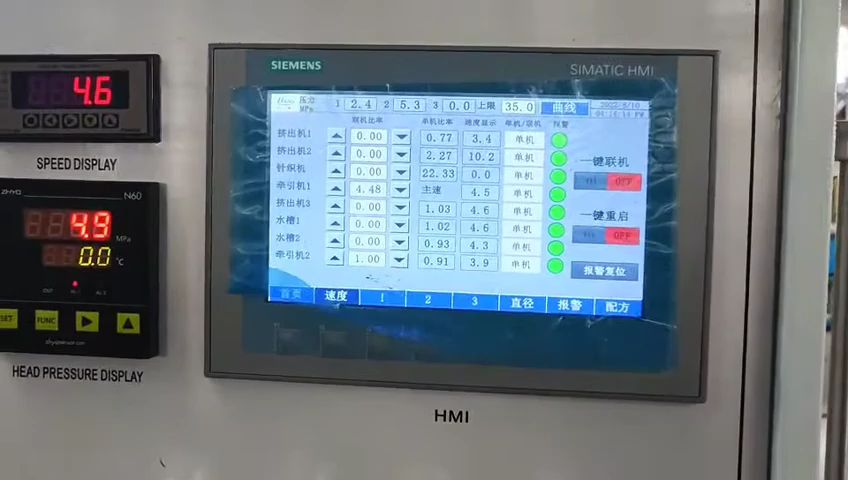 SIEMENS
SIMATIC HMI
4.6
SPEED DISPLAY
ZHYQ N60
4.9 MPa
0.0 ℃
OUT AL1 AL2
SET FUNC
HEAD PRESSURE DISPLAY
压力 MPa 1 2.4 2 5.3 3 0.0 上限 35.0 曲线
联机比率 单机比率 速度显示 单机/联机 报警
挤出机1 0.00 0.77 3.4 单机
挤出机2 0.00 2.27 10.2 单机
针织机 0.00 22.33 0.0 单机
牵引机1 4.48 主速 4.5 单机
挤出机3 0.00 1.03 4.6 单机
水槽1 0.00 1.02 4.6 单机
水槽2 0.00 0.93 4.3 单机
牵引机2 1.00 0.91 3.9 单机
一键联机
OFF
一键重启
OFF
报警复位
首页 速度 1 2 3 直径 报警 配方
HMI